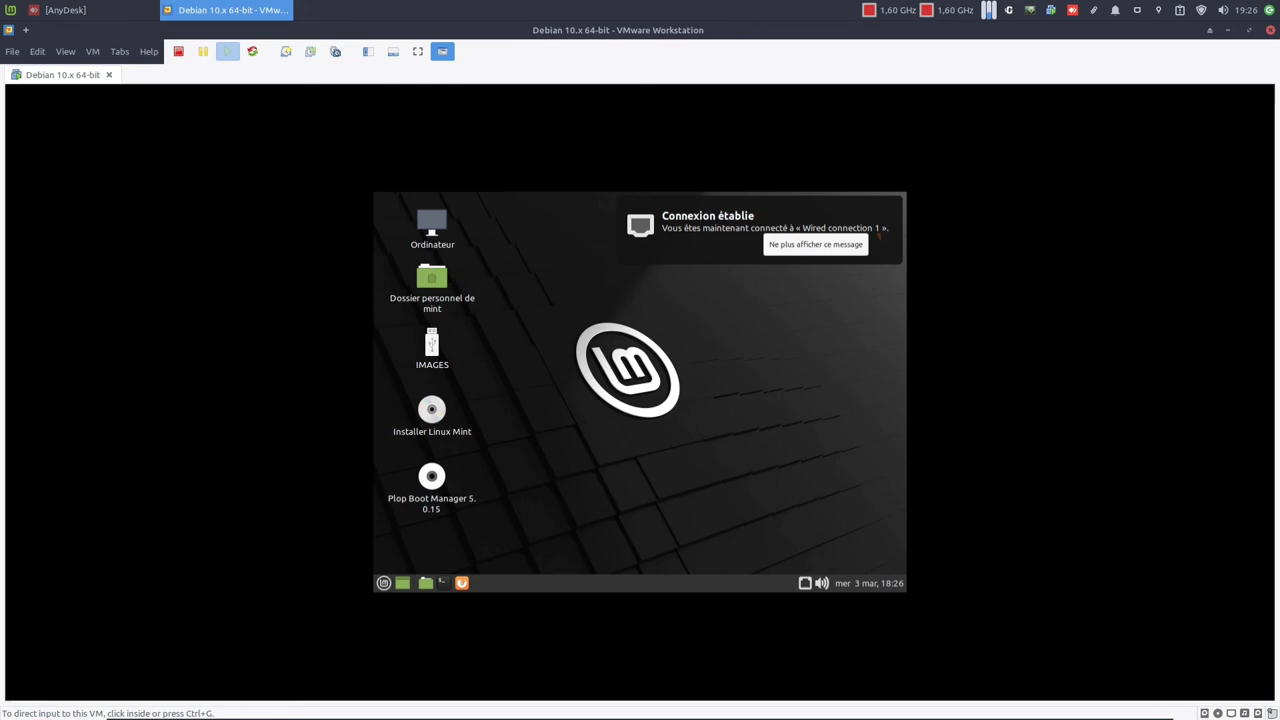 [AnyDesk]
Debian 10.x 64-bit - VMw...
1,60 GHz
1,60 GHz
19:26
Debian 10.x 64-bit - VMware Workstation
File Edit View VM Tabs Help
Debian 10.x 64-bit
Connexion établie
Vous êtes maintenant connecté à « Wired connection 1 ».
Ne plus afficher ce message
Ordinateur
Dossier personnel de
mint
IMAGES
Installer Linux Mint
Plop Boot Manager 5.
0.15
mer 3 mar, 18:26
To direct input to this VM, click inside or press Ctrl+G.